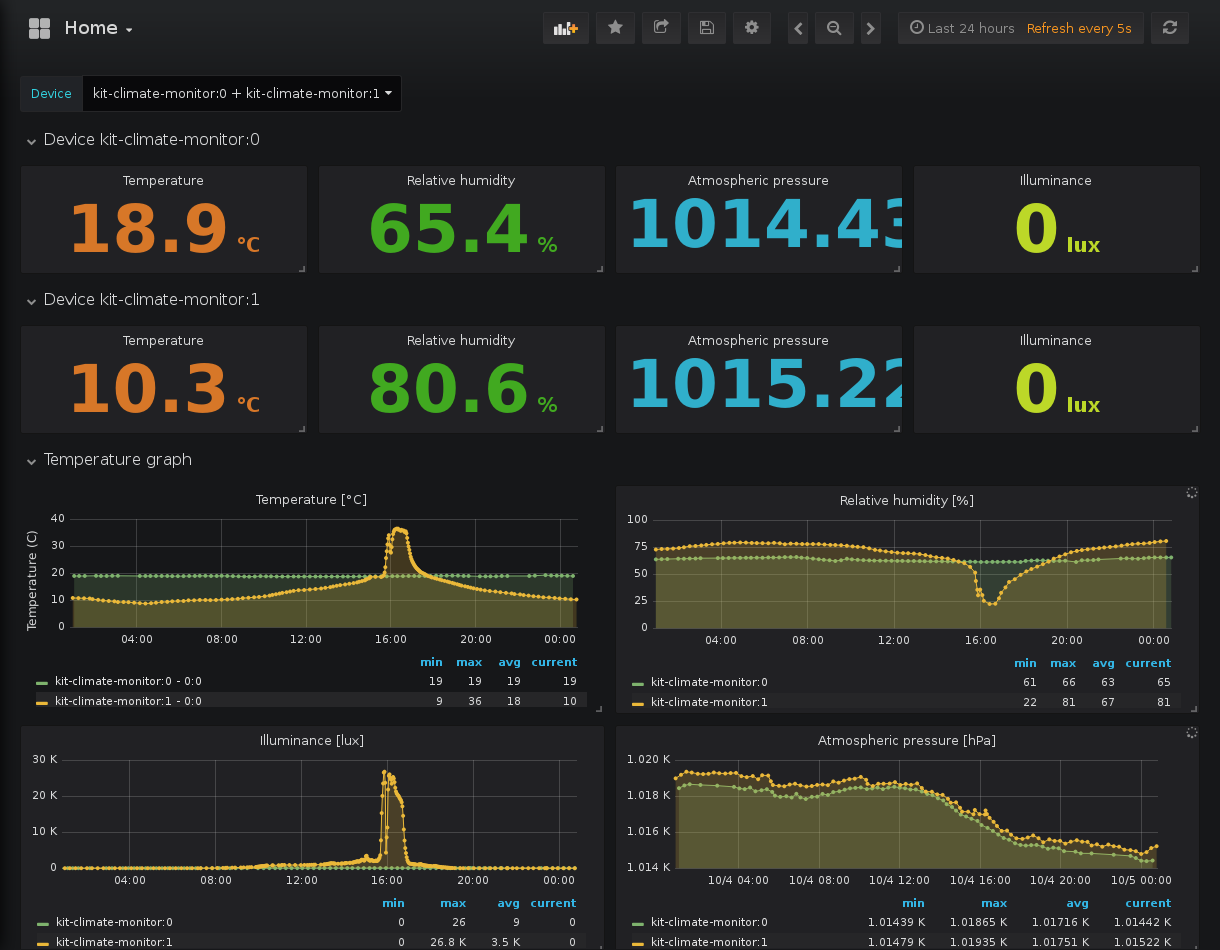 Home
Last 24 hours Refresh every 5s
Device kit-climate-monitor:0 + kit-climate-monitor:1
Device kit-climate-monitor:0
Temperature Relative humidity Atmospheric pressure Illuminance
18.9 °C 65.4 % 1014.43 0 lux
Device kit-climate-monitor:1
Temperature Relative humidity Atmospheric pressure Illuminance
10.3 °C 80.6 % 1015.22 0 lux
Temperature graph
Temperature [°C]
Temperature (C)
40
30
20
10
0
04:00 08:00 12:00 16:00 20:00 00:00
min max avg current
kit-climate-monitor:0 - 0:0 19 19 19 19
kit-climate-monitor:1 - 0:0 9 36 18 10
Relative humidity [%]
100
75
50
25
0
04:00 08:00 12:00 16:00 20:00 00:00
min max avg current
kit-climate-monitor:0 61 66 63 65
kit-climate-monitor:1 22 81 67 81
Illuminance [lux]
30 K
20 K
10 K
0
04:00 08:00 12:00 16:00 20:00 00:00
min max avg current
kit-climate-monitor:0 0 26 9 0
kit-climate-monitor:1 0 26.8 K 3.5 K 0
Atmospheric pressure [hPa]
1.020 K
1.018 K
1.016 K
1.014 K
10/4 04:00 10/4 08:00 10/4 12:00 10/4 16:00 10/4 20:00 10/5 00:00
min max avg current
kit-climate-monitor:0 1.01439 K 1.01865 K 1.01716 K 1.01442 K
kit-climate-monitor:1 1.01479 K 1.01935 K 1.01751 K 1.01522 K